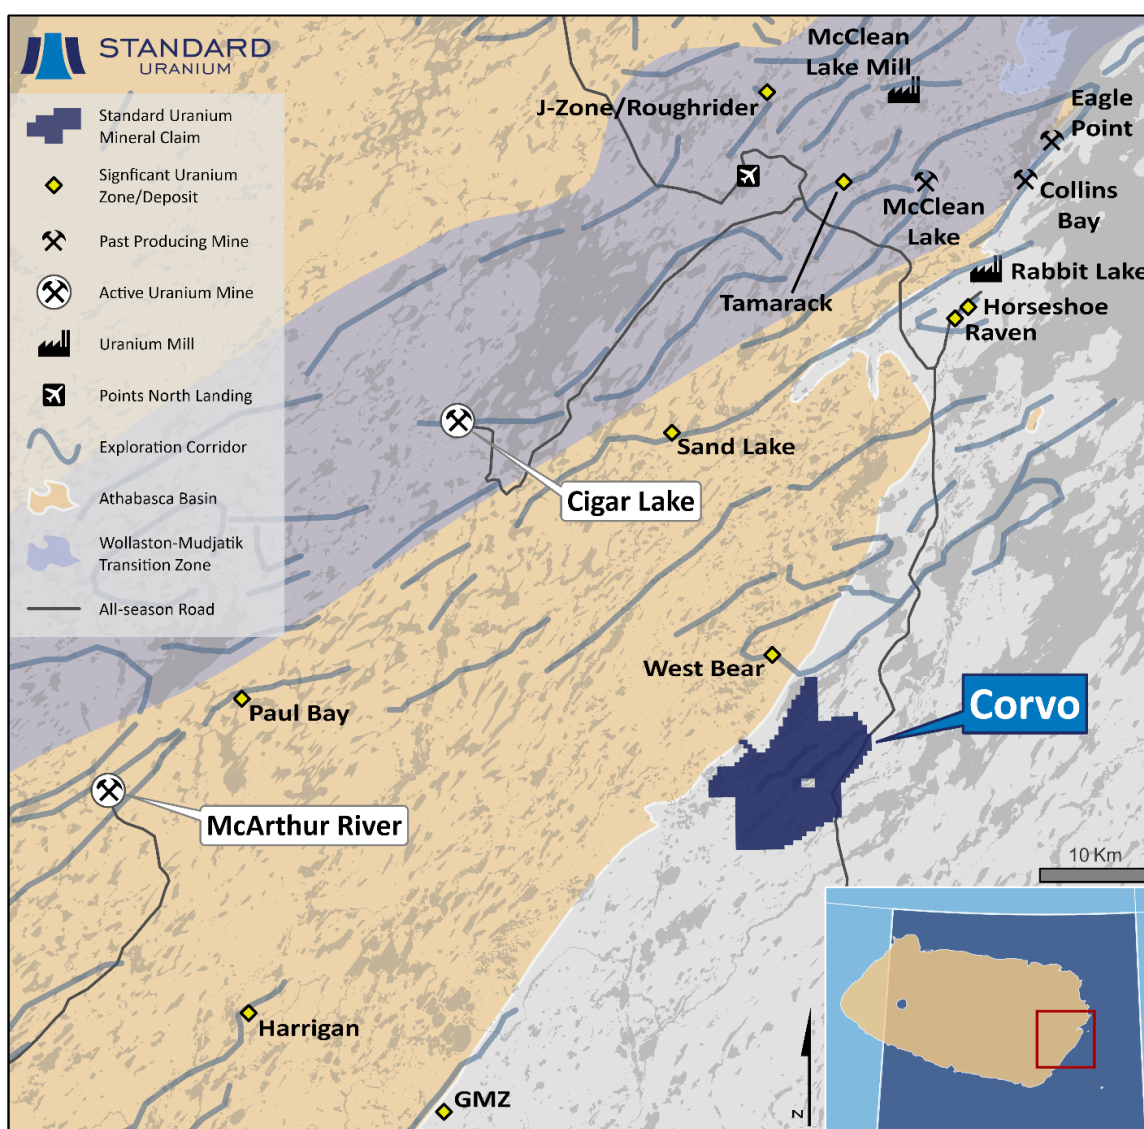 STANDARD
URANIUM
Standard Uranium
Mineral Claim
Signficant Uranium
Zone/Deposit
Past Producing Mine
Active Uranium Mine
Uranium Mill
Points North Landing
Exploration Corridor
Athabasca Basin
Wollaston-Mudjatik
Transition Zone
All-season Road
McClean
Lake Mill
J-Zone/Roughrider
Eagle
Point
McClean
Lake
Collins
Bay
Tamarack
Rabbit Lake
Horseshoe
Raven
Sand Lake
Cigar Lake
West Bear
Paul Bay
Corvo
McArthur River
10 Km
Harrigan
GMZ
N